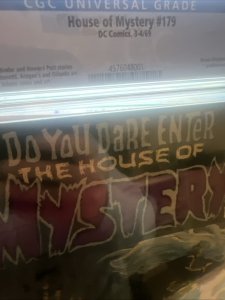 CGC UNIVERSAL GRADE
House of Mystery #179
DC Comics, 3-4/69
4376048001
DO YOU DARE ENTER
THE HOUSE OF
MYSTERY